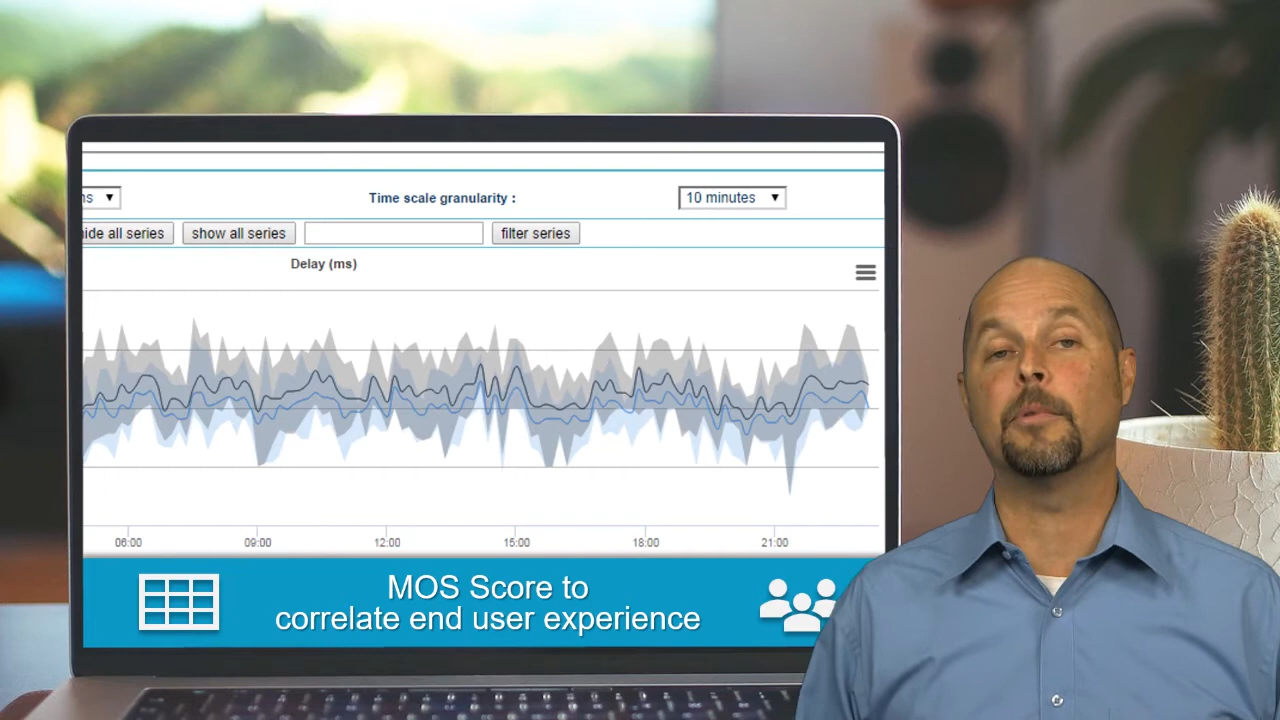 ns ▼ Time scale granularity : 10 minutes ▼
hide all series show all series filter series
Delay (ms)
06:00 09:00 12:00 15:00 18:00 21:00
MOS Score to
correlate end user experience